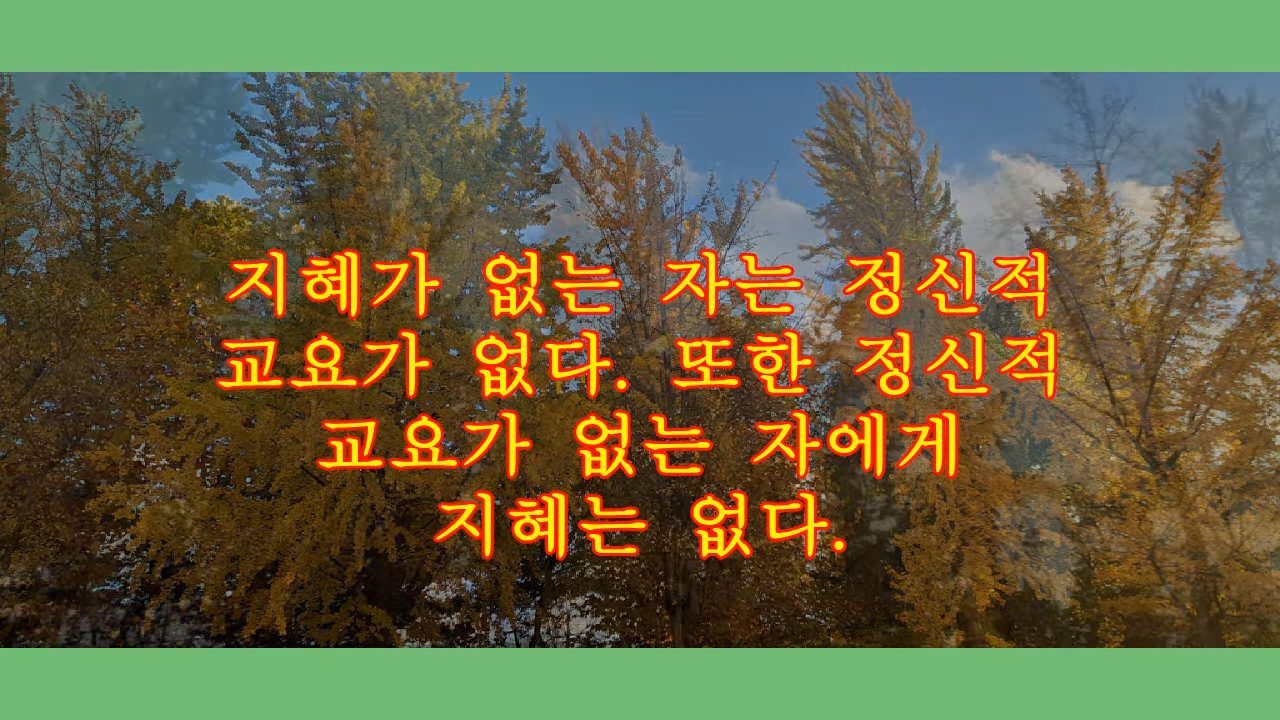 지혜가 없는 자는 정신적
교요가 없다. 또한 정신적
교요가 없는 자에게
지혜는 없다.